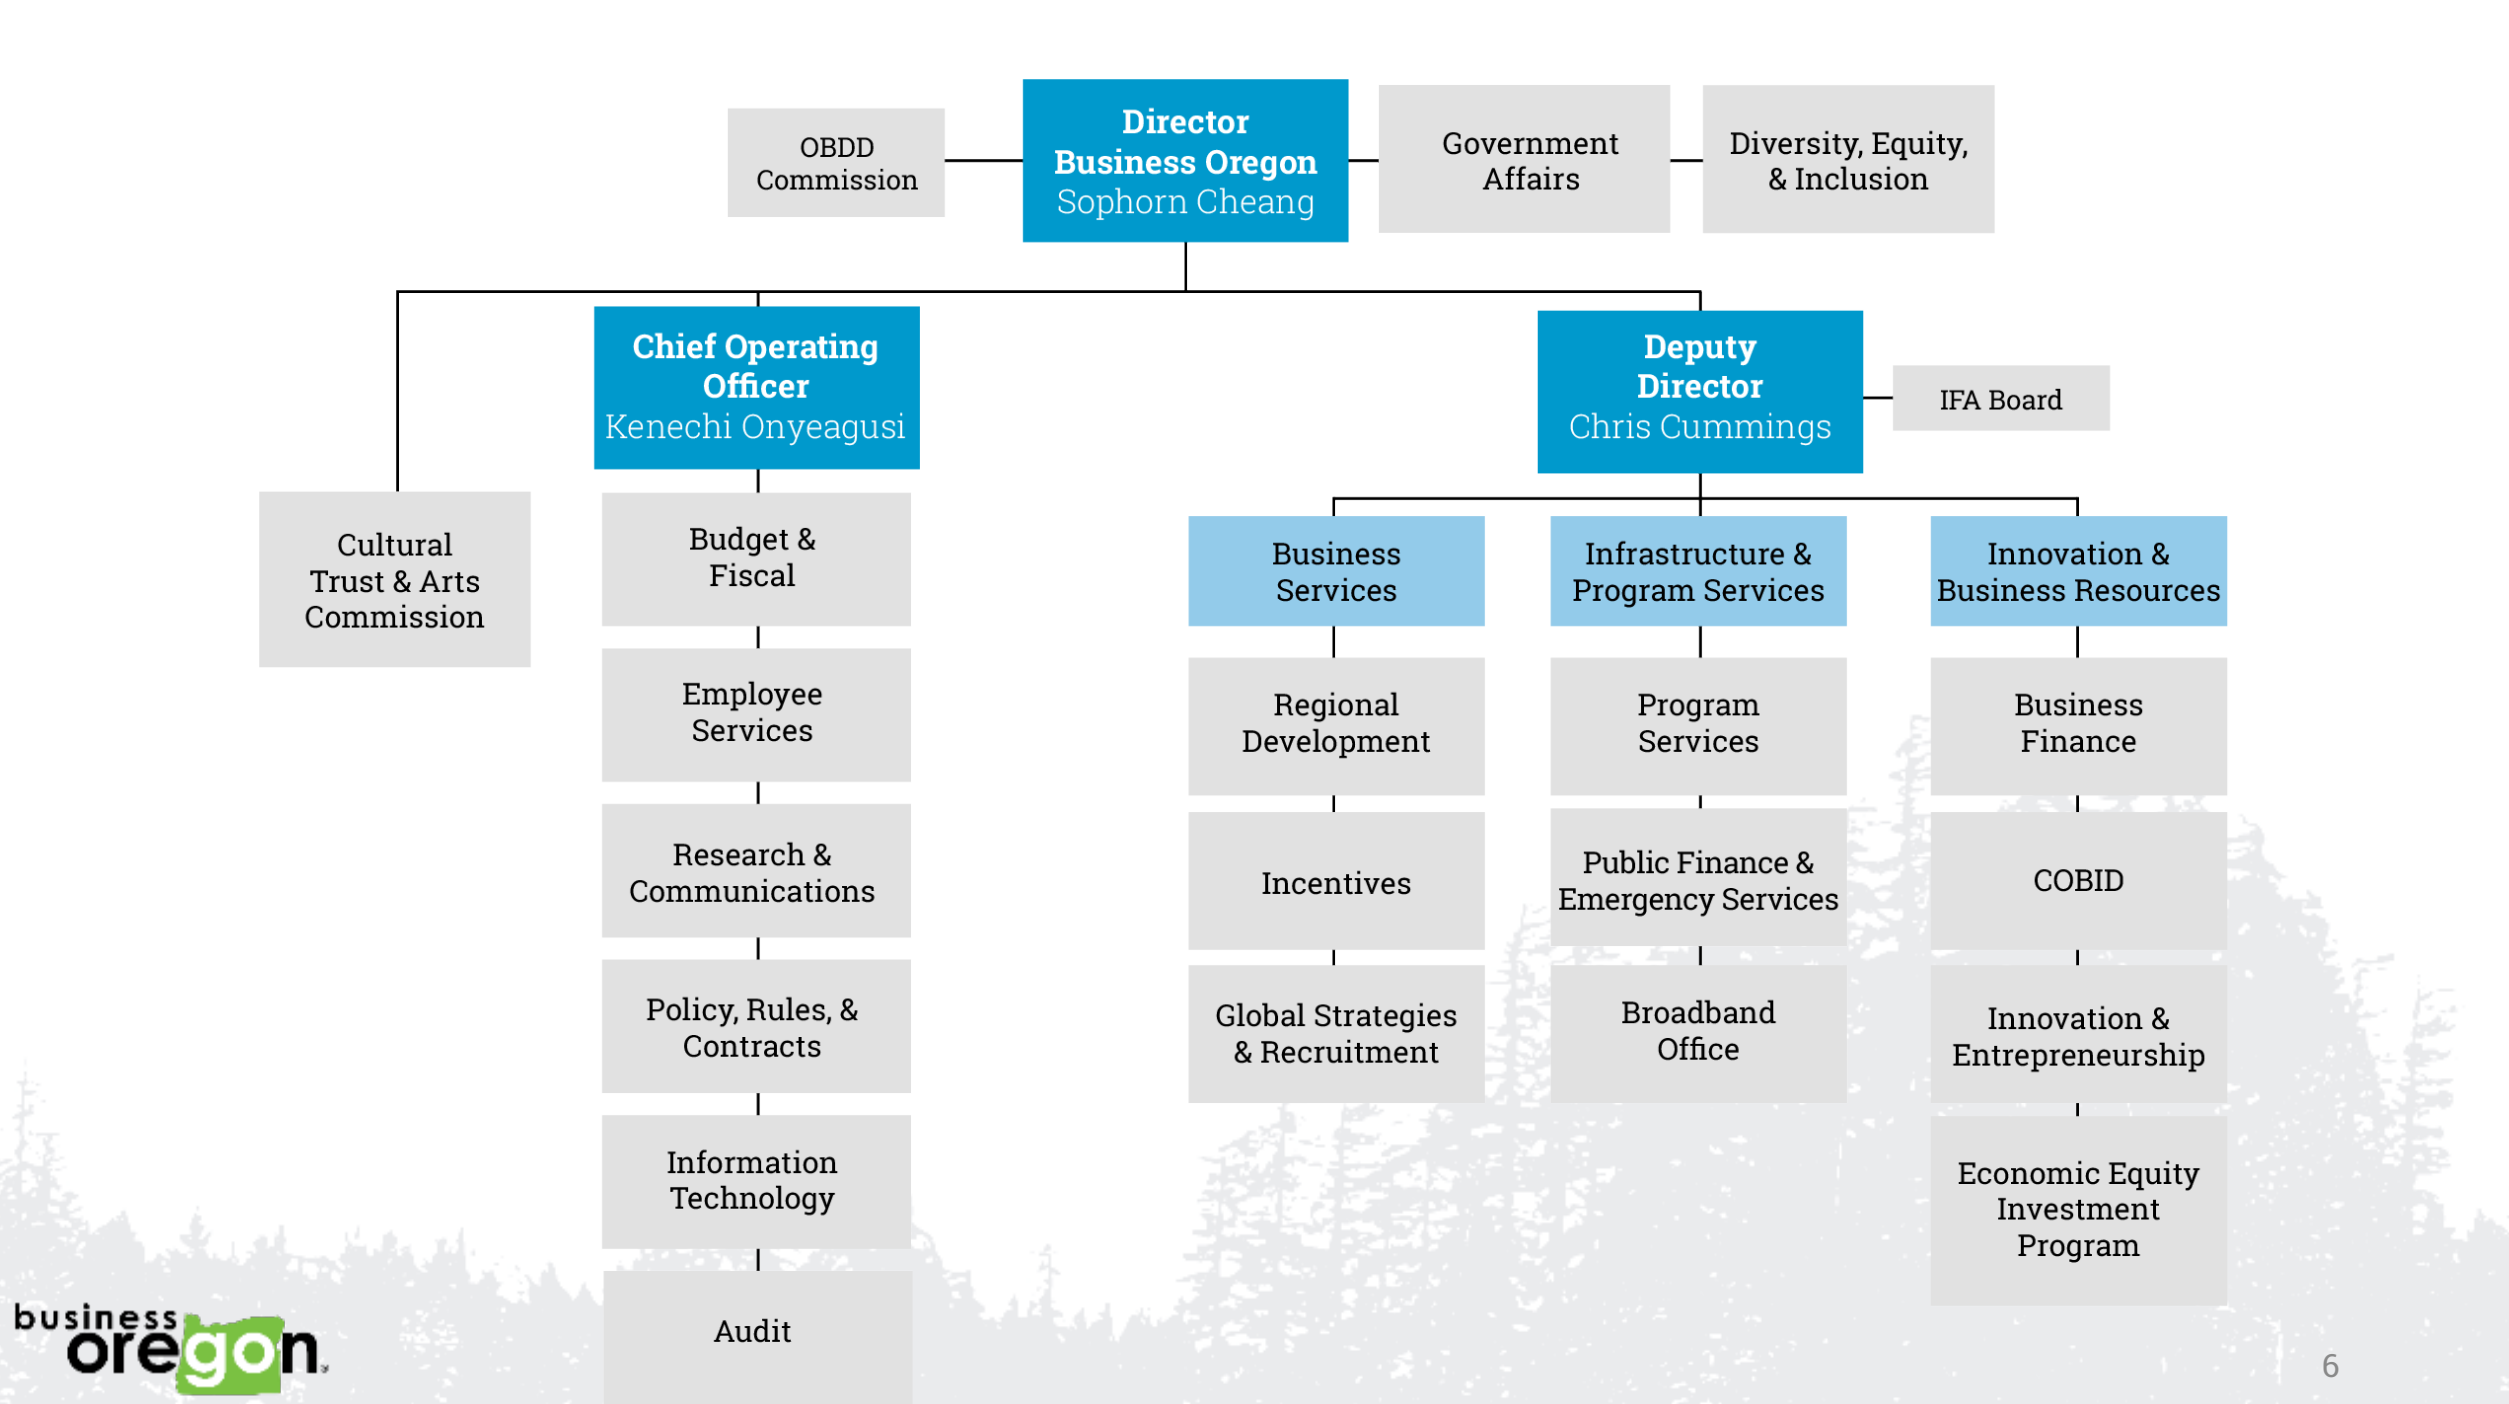 OBDD
Commission
Director
Business Oregon
Sophorn Cheang
Government
Affairs
Diversity, Equity,
& Inclusion
Chief Operating
Officer
Kenechi Onyeagusi
Deputy
Director
Chris Cummings
IFA Board
Cultural
Trust & Arts
Commission
Budget &
Fiscal
Employee
Services
Research &
Communications
Policy, Rules, &
Contracts
Information
Technology
Audit
Business
Services
Regional
Development
Incentives
Global Strategies
& Recruitment
Infrastructure &
Program Services
Program
Services
Public Finance &
Emergency Services
Broadband
Office
Innovation &
Business Resources
Business
Finance
COBID
Innovation &
Entrepreneurship
Economic Equity
Investment
Program
business
oregon
6